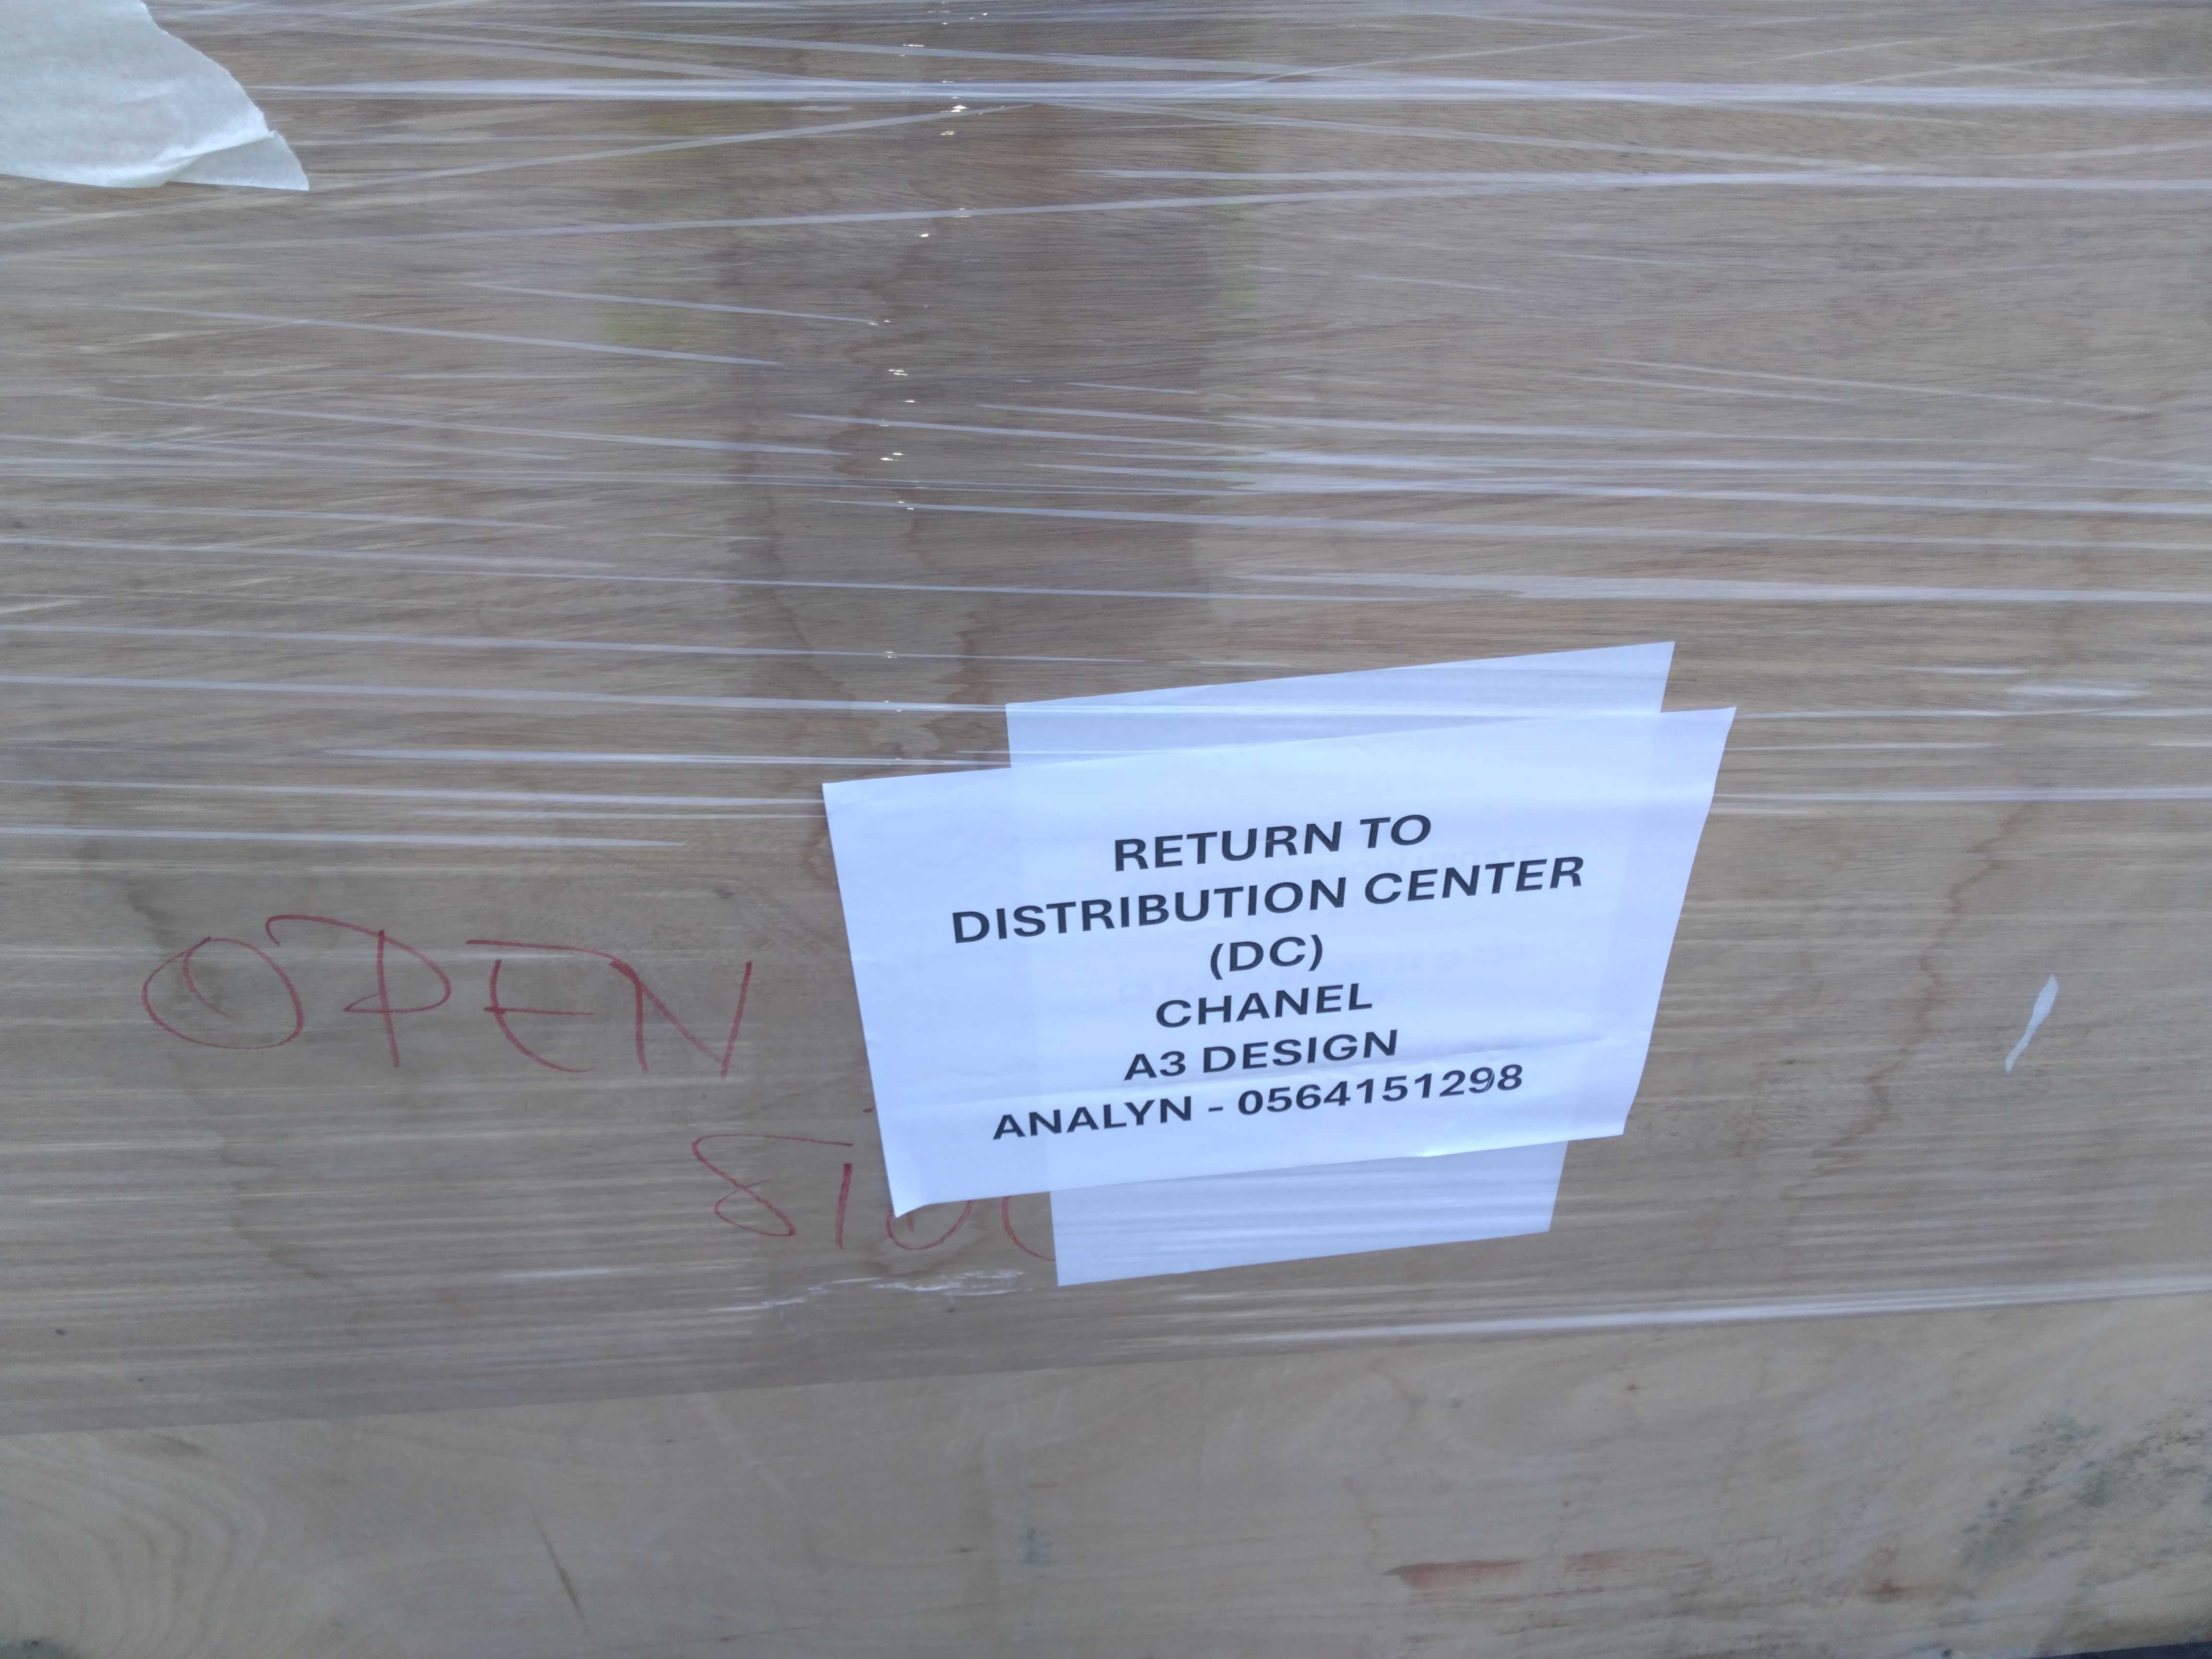 RETURN TO
DISTRIBUTION CENTER
(DC)
CHANEL
A3 DESIGN
ANALYN - 0564151298
OPEN